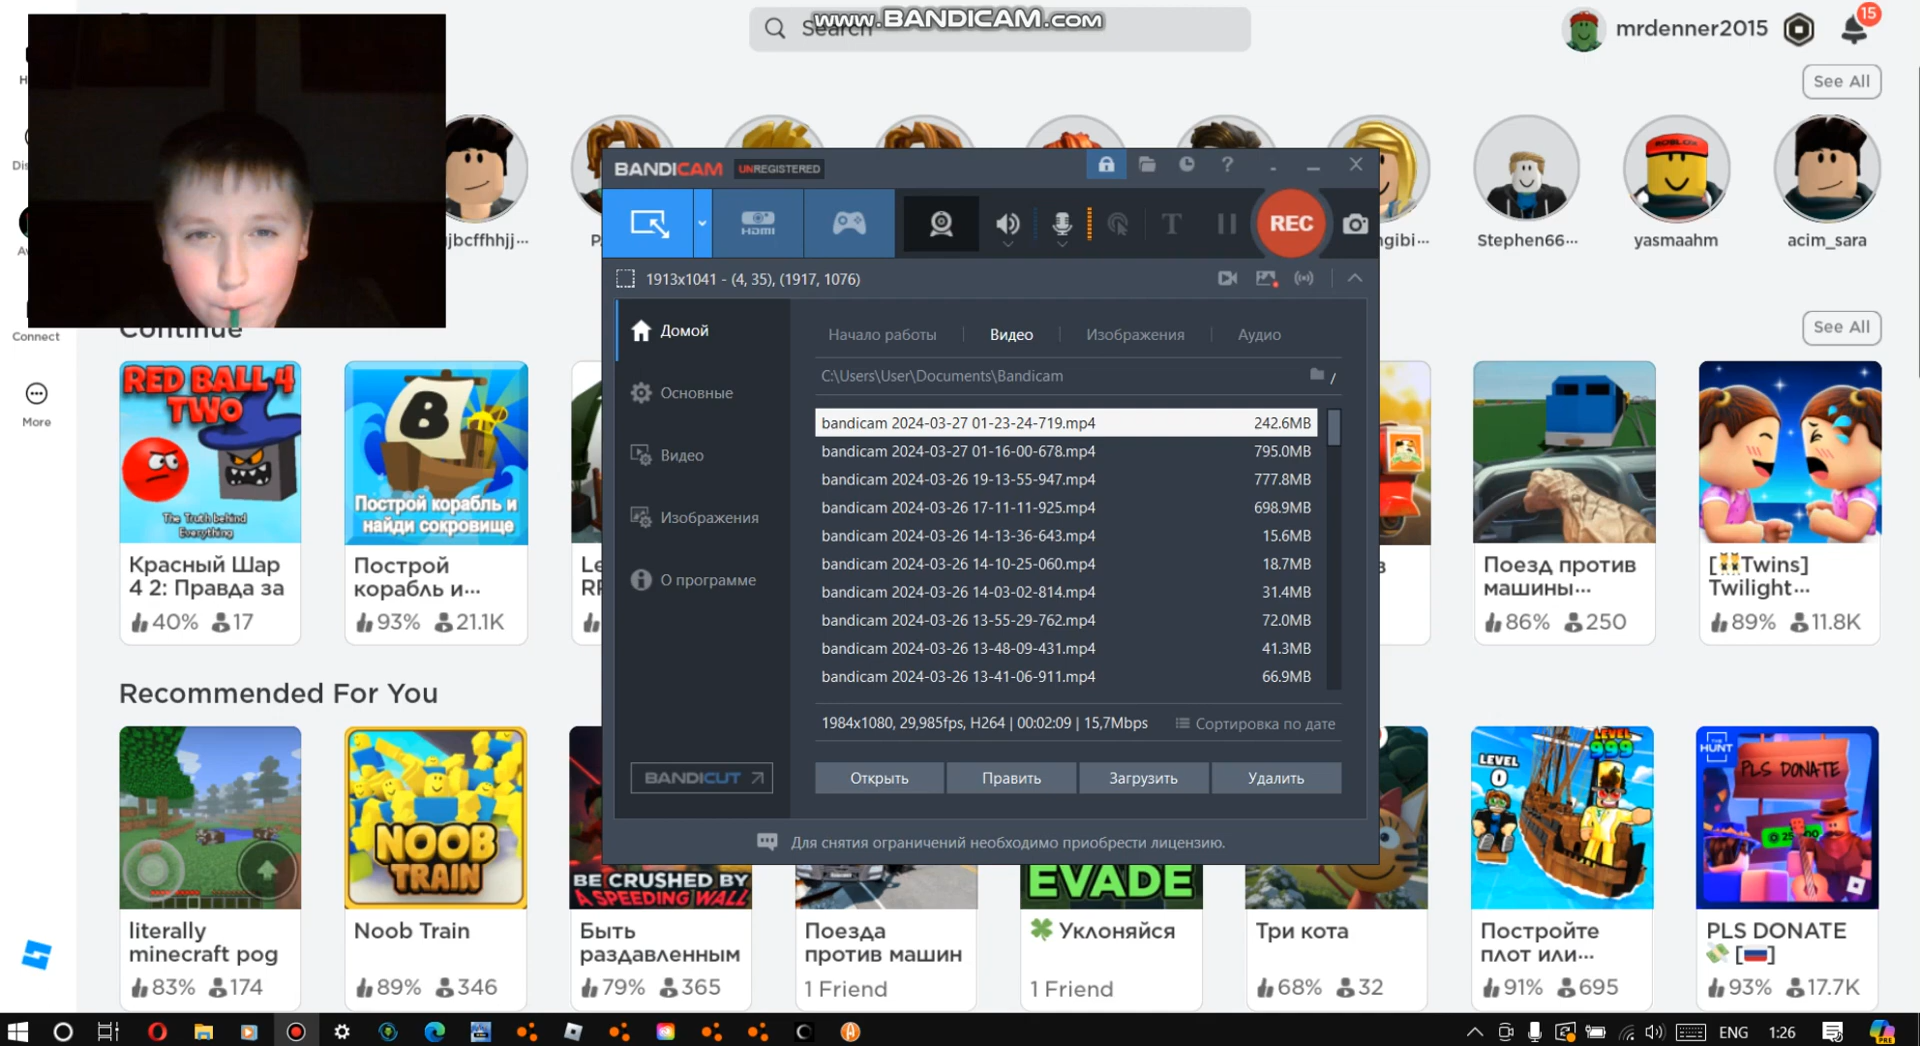 www.BANDICAM.com
Search
mrdenner2015
15
See All
jbcffhhjj...
ngibi...
Stephen66...
yasmaahm
acim_sara
BANDICAM UNREGISTERED
HDMI
T
REC
1913x1041 - (4, 35), (1917, 1076)
Домой
Основные
Видео
Изображения
О программе
BANDICUT
Начало работы
Видео
Изображения
Аудио
C:\Users\User\Documents\Bandicam
/
bandicam 2024-03-27 01-23-24-719.mp4 242.6MB
bandicam 2024-03-27 01-16-00-678.mp4 795.0MB
bandicam 2024-03-26 19-13-55-947.mp4 777.8MB
bandicam 2024-03-26 17-11-11-925.mp4 698.9MB
bandicam 2024-03-26 14-13-36-643.mp4 15.6MB
bandicam 2024-03-26 14-10-25-060.mp4 18.7MB
bandicam 2024-03-26 14-03-02-814.mp4 31.4MB
bandicam 2024-03-26 13-55-29-762.mp4 72.0MB
bandicam 2024-03-26 13-48-09-431.mp4 41.3MB
bandicam 2024-03-26 13-41-06-911.mp4 66.9MB
1984x1080, 29,985fps, H264 | 00:02:09 | 15,7Mbps
Сортировка по дате
Открыть
Править
Загрузить
Удалить
Для снятия ограничений необходимо приобрести лицензию.
Connect
More
Continue
See All
RED BALL 4
TWO
The Truth behind
Everything
Красный Шар
4 2: Правда за
40% 17
B
Построй корабль и
найди сокровище
Построй
корабль и...
93% 21.1K
Поезд против
машины...
86% 250
[Twins]
Twilight...
89% 11.8K
Recommended For You
literally
minecraft pog
83% 174
NOOB
TRAIN
Noob Train
89% 346
BE CRUSHED BY
A SPEEDING WALL
Быть
раздавленным
79% 365
Поезда
против машин
1 Friend
EVADE
Уклоняйся
1 Friend
Три кота
68% 32
LEVEL
0
LEVEL
999
Постройте
плот или...
91% 695
THE
HUNT
PLS DONATE
PLS DONATE
[]
93% 17.7K
ENG
1:26
PRE